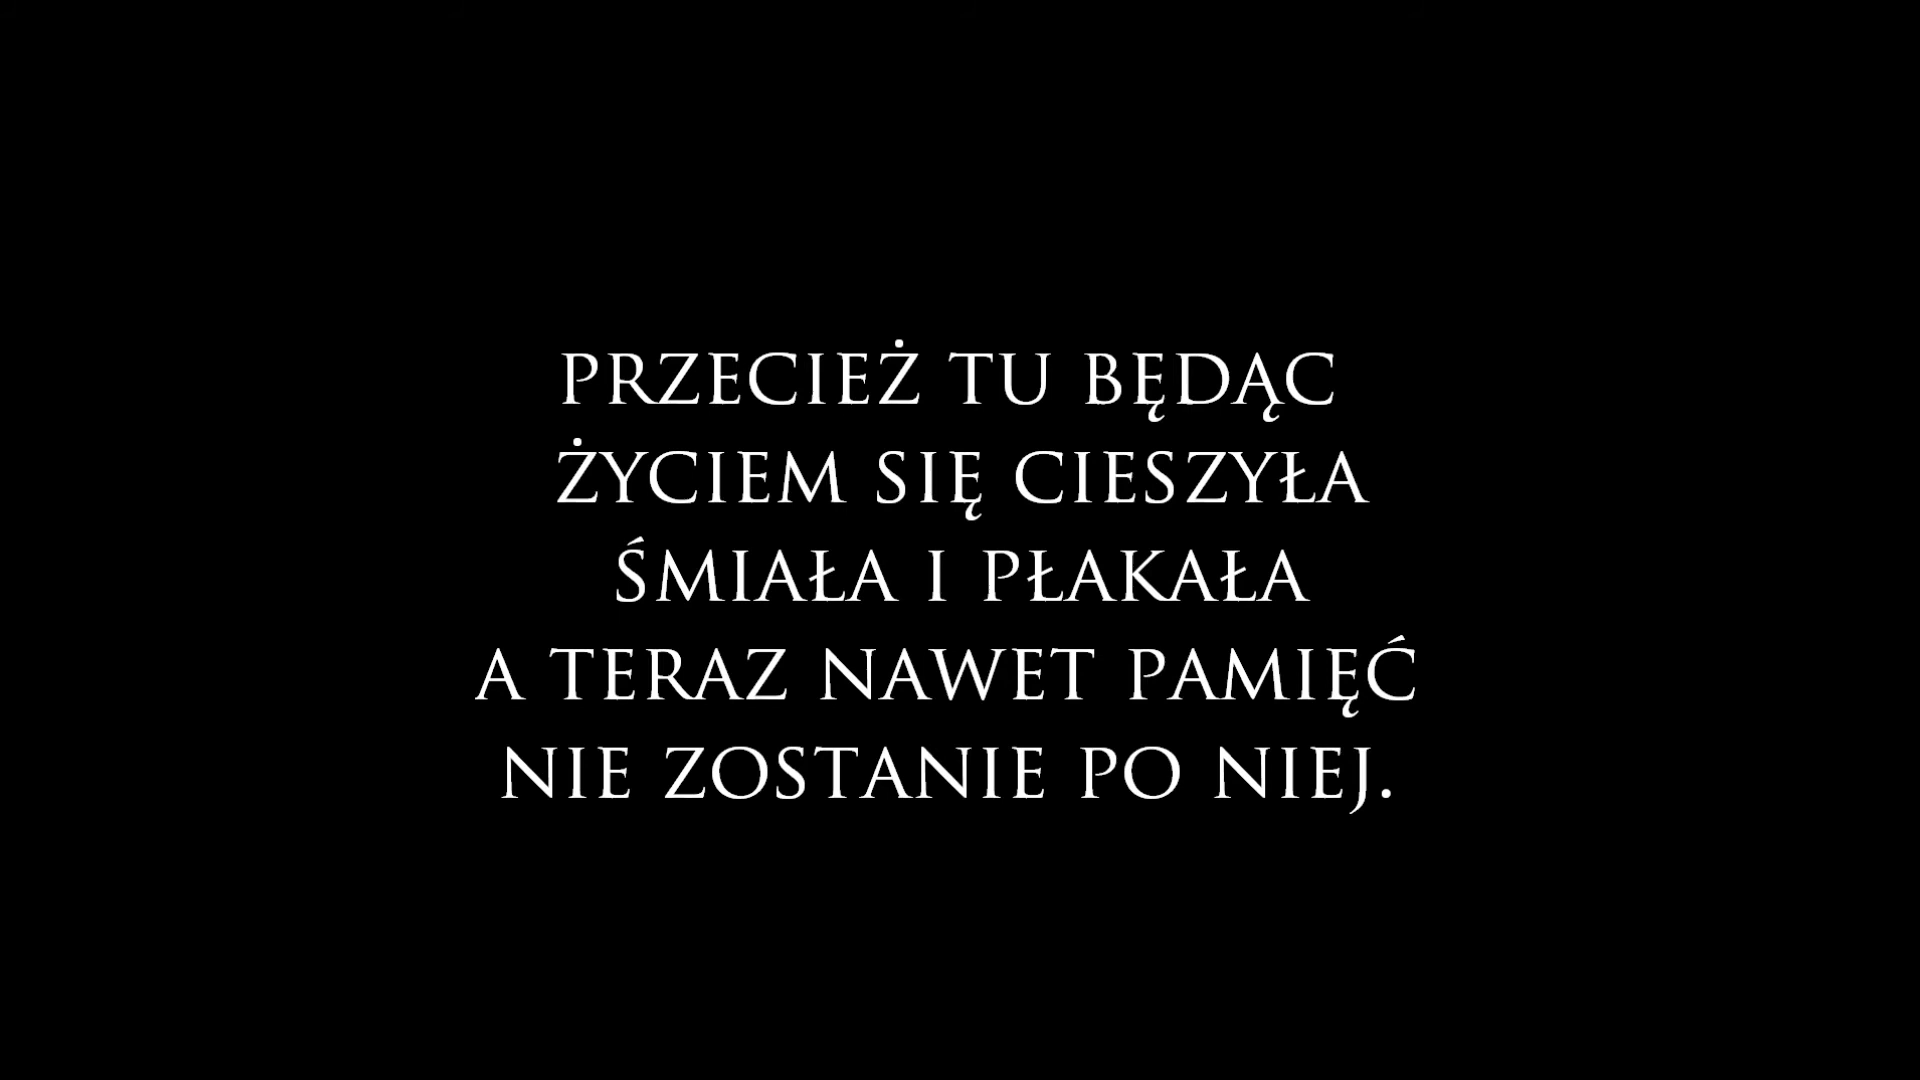 PRZECIEŻ TU BĘDĄC
ŻYCIEM SIĘ CIESZYŁA
ŚMIAŁA I PŁAKAŁA
A TERAZ NAWET PAMIĘĆ
NIE ZOSTANIE PO NIEJ.